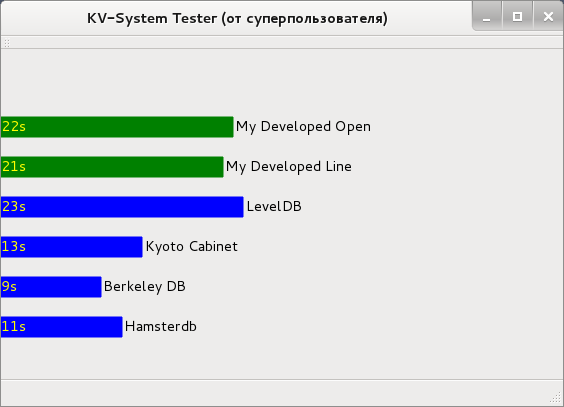 KV-System Tester (от суперпользователя)
22s My Developed Open
21s My Developed Line
23s LevelDB
13s Kyoto Cabinet
9s Berkeley DB
11s Hamsterdb